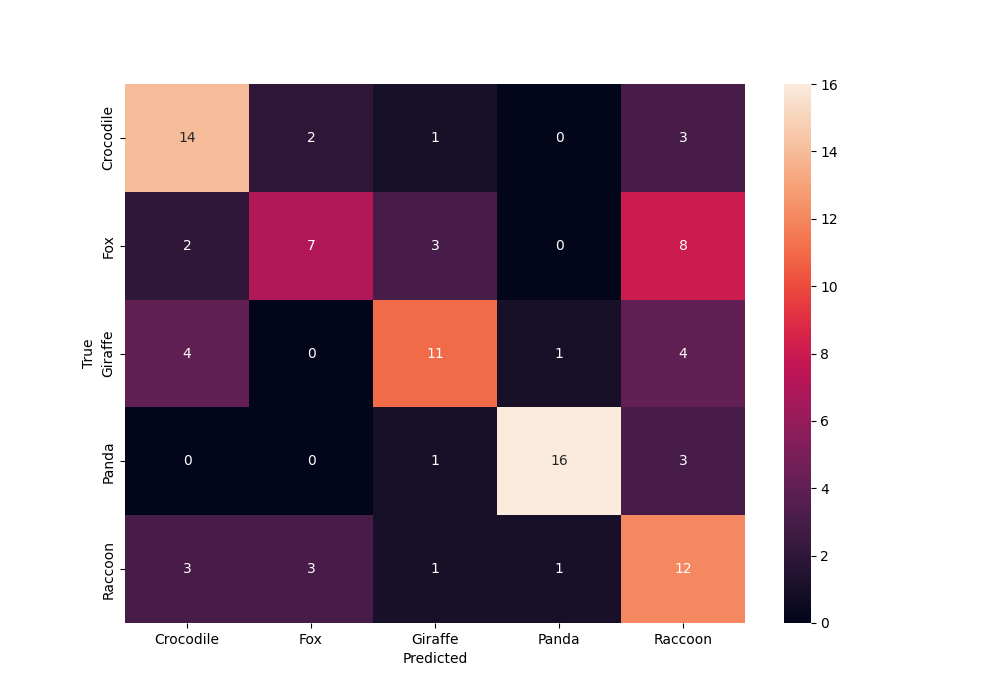 Crocodile 14 2 1 0 3
Fox 2 7 3 0 8
Giraffe 4 0 11 1 4
Panda 0 0 1 16 3
Raccoon 3 3 1 1 12
True
Crocodile Fox Giraffe Panda Raccoon
Predicted
16
14
12
10
8
6
4
2
0